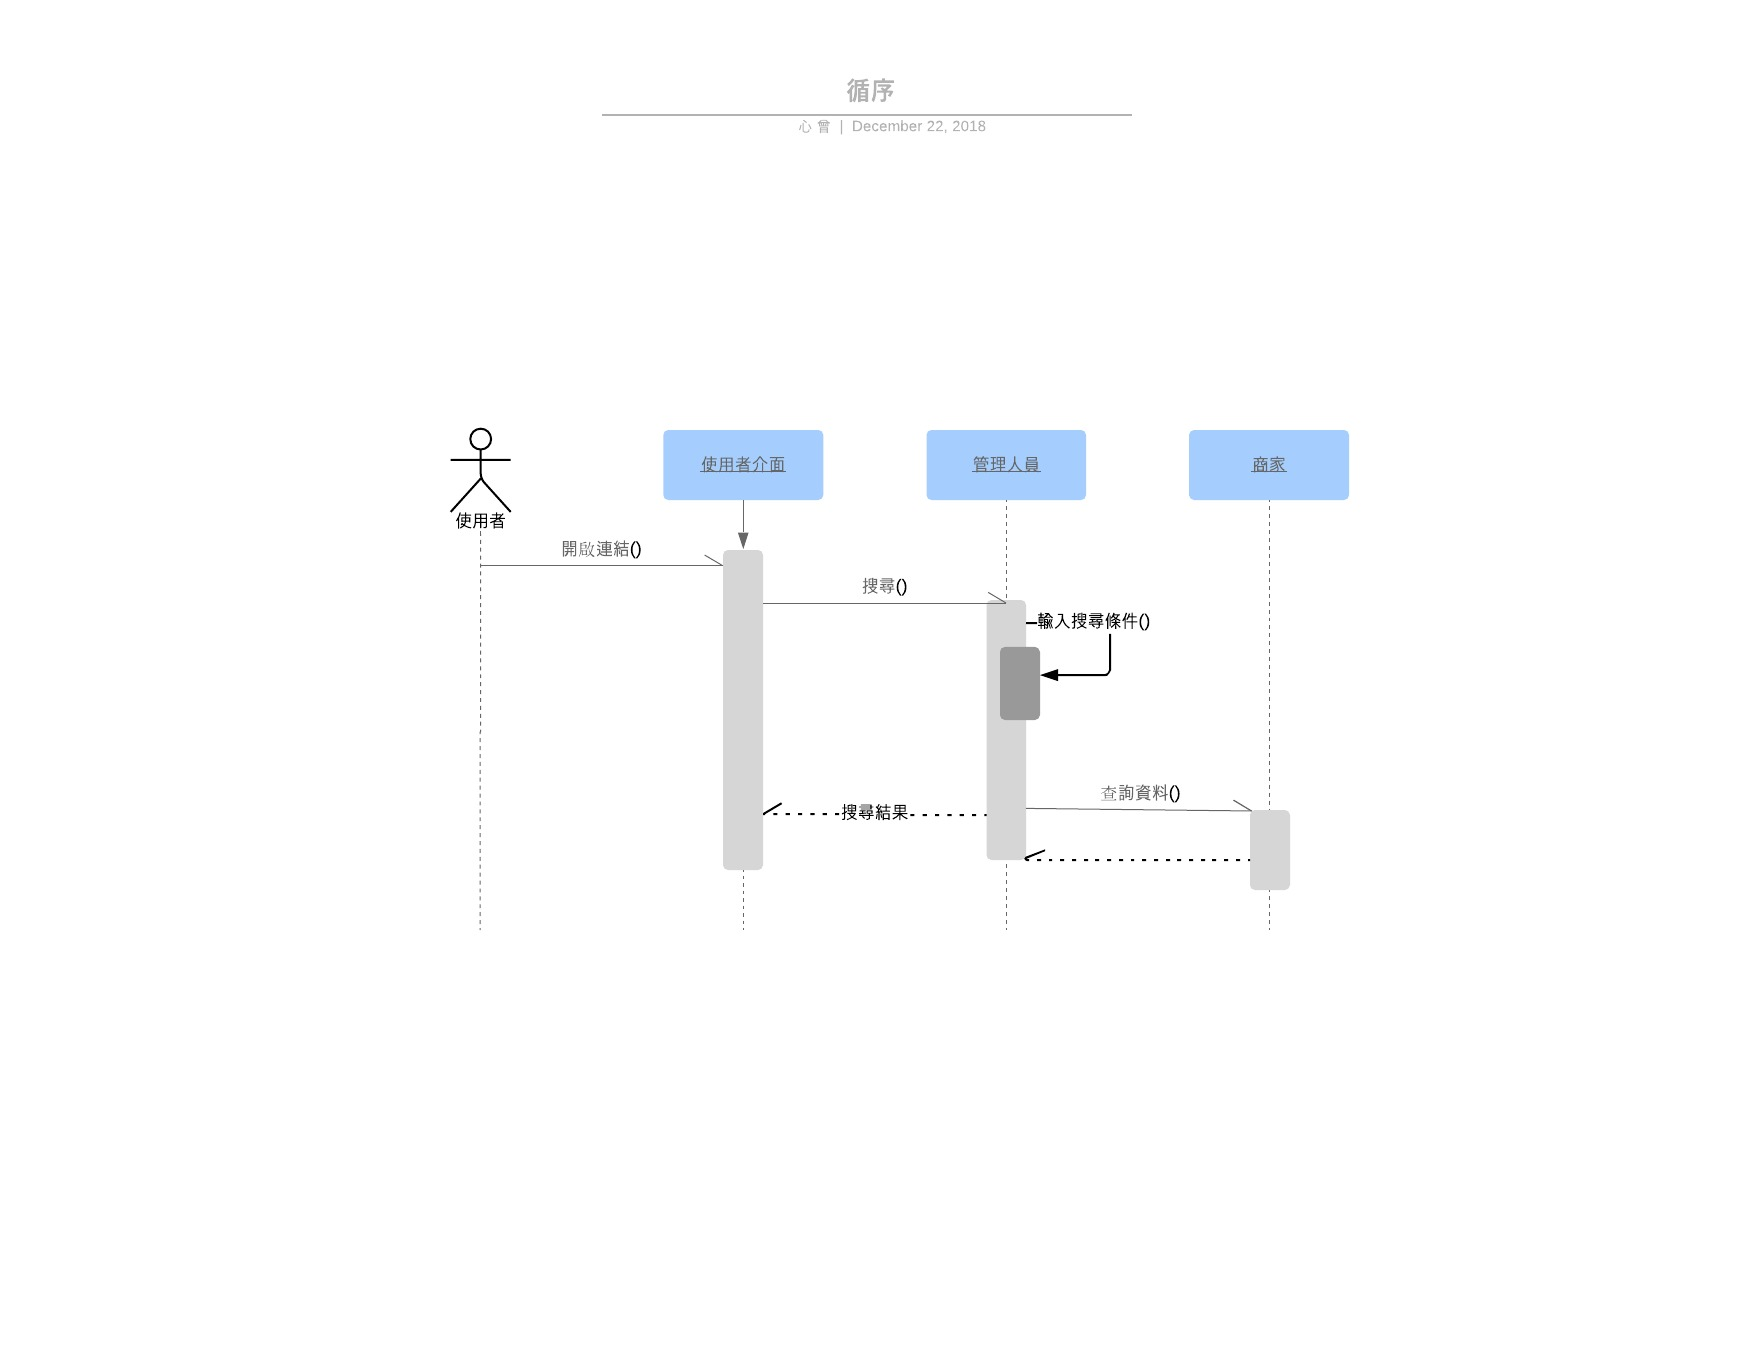 循序
心 曾 | December 22, 2018
使用者介面
管理人員
商家
使用者
開啟連結()
搜尋()
輸入搜尋條件()
查詢資料()
搜尋結果